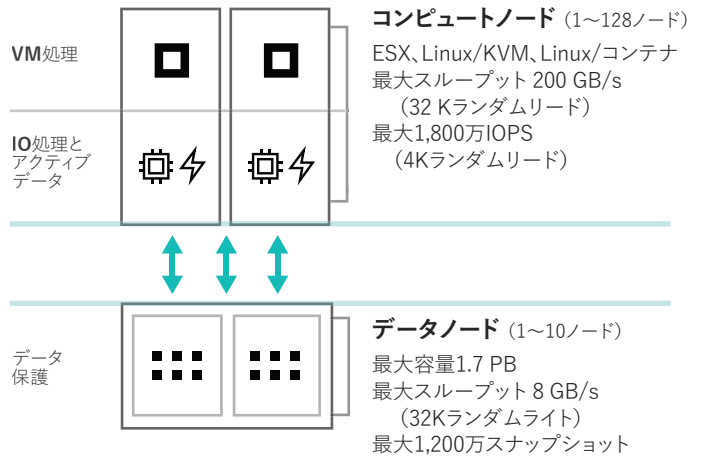 VM処理
IO処理と
アクティブ
データ
コンピュートノード（1〜128ノード）
ESX、Linux/KVM、Linux/コンテナ
最大スループット 200 GB/s
（32 Kランダムリード）
最大1,800万IOPS
（4Kランダムリード）
データ
保護
データノード（1〜10ノード）
最大容量1.7 PB
最大スループット 8 GB/s
（32Kランダムライト）
最大1,200万スナップショット